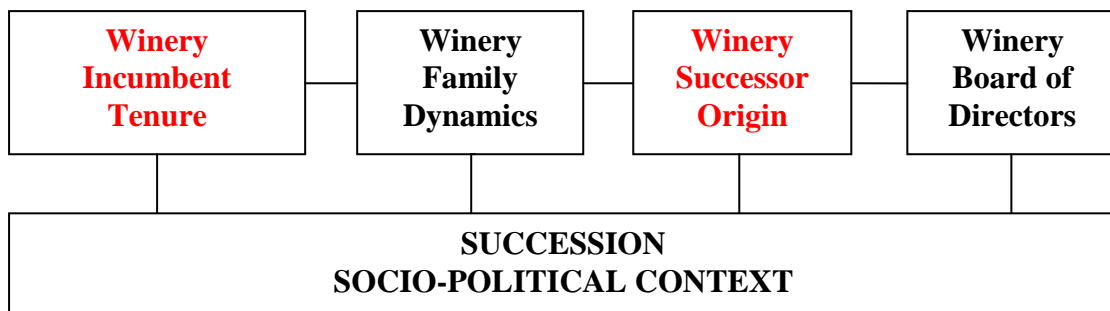 Winery
Incumbent
Tenure
Winery
Family
Dynamics
Winery
Successor
Origin
Winery
Board of
Directors
SUCCESSION
SOCIO-POLITICAL CONTEXT